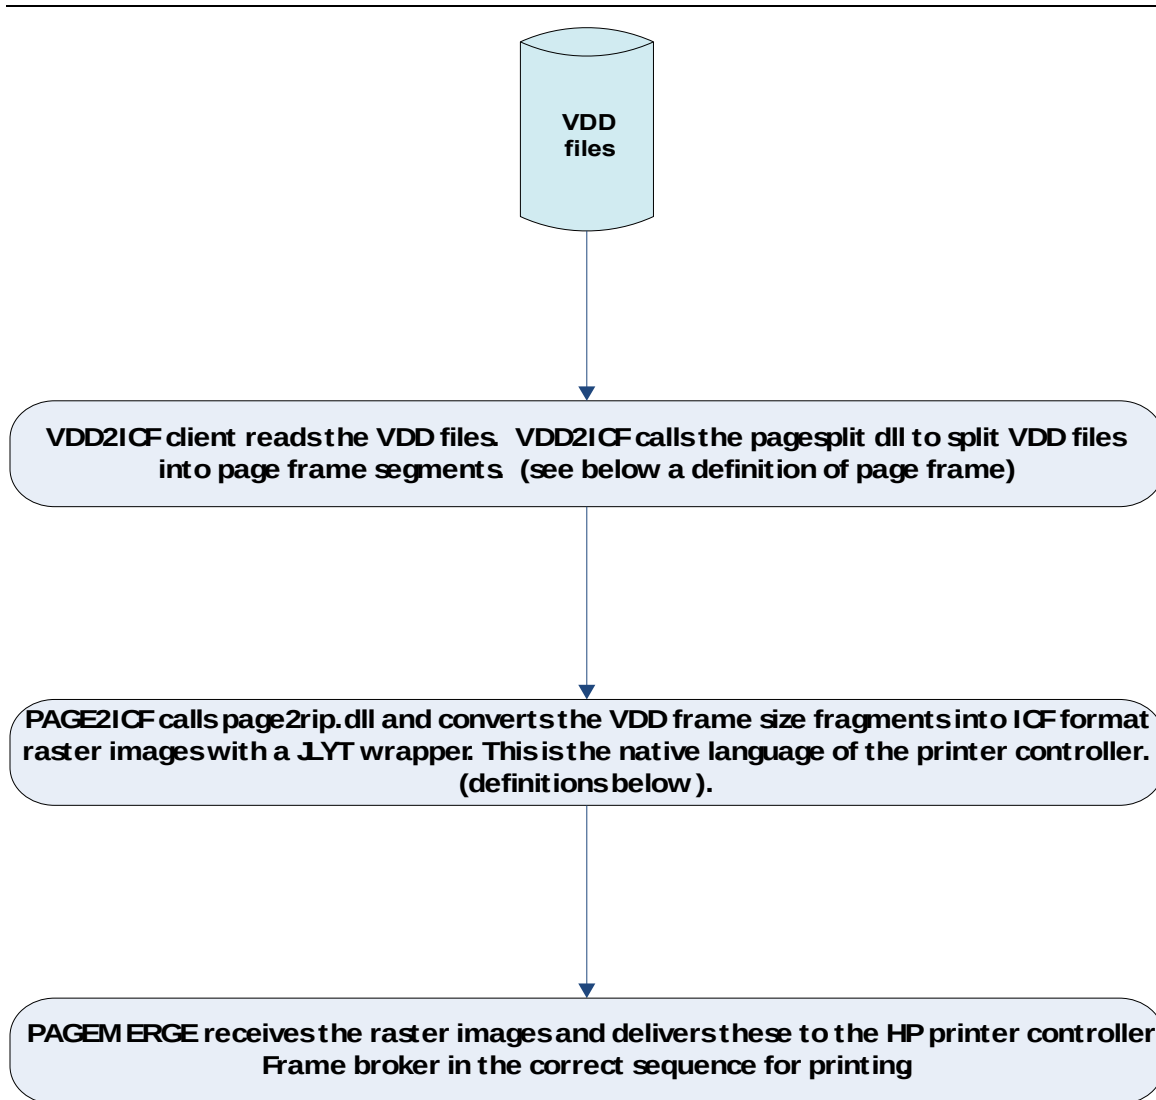 VDD
files
VDD2ICF client reads the VDD files.  VDD2ICF calls the pagesplit dll to split VDD files
into page frame segments.  (see below a definition of page frame)
PAGE2ICF calls page2rip.dll and converts the VDD frame size fragments into ICF format
raster images with a JLYT wrapper. This is the native language of the printer controller.
(definitions below ).
PAGEMERGE receives the raster images and delivers these to the HP printer controller
Frame broker in the correct sequence for printing